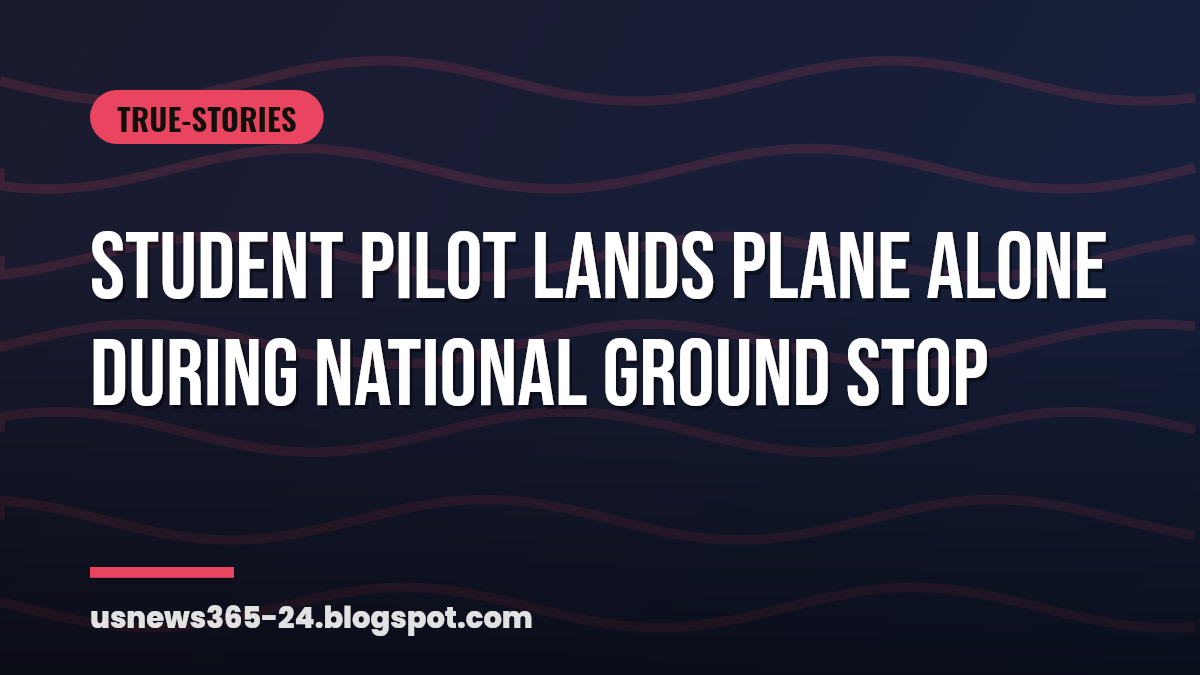 TRUE-STORIES
STUDENT PILOT LANDS PLANE ALONE
DURING NATIONAL GROUND STOP
usnews365-24.blogspot.com